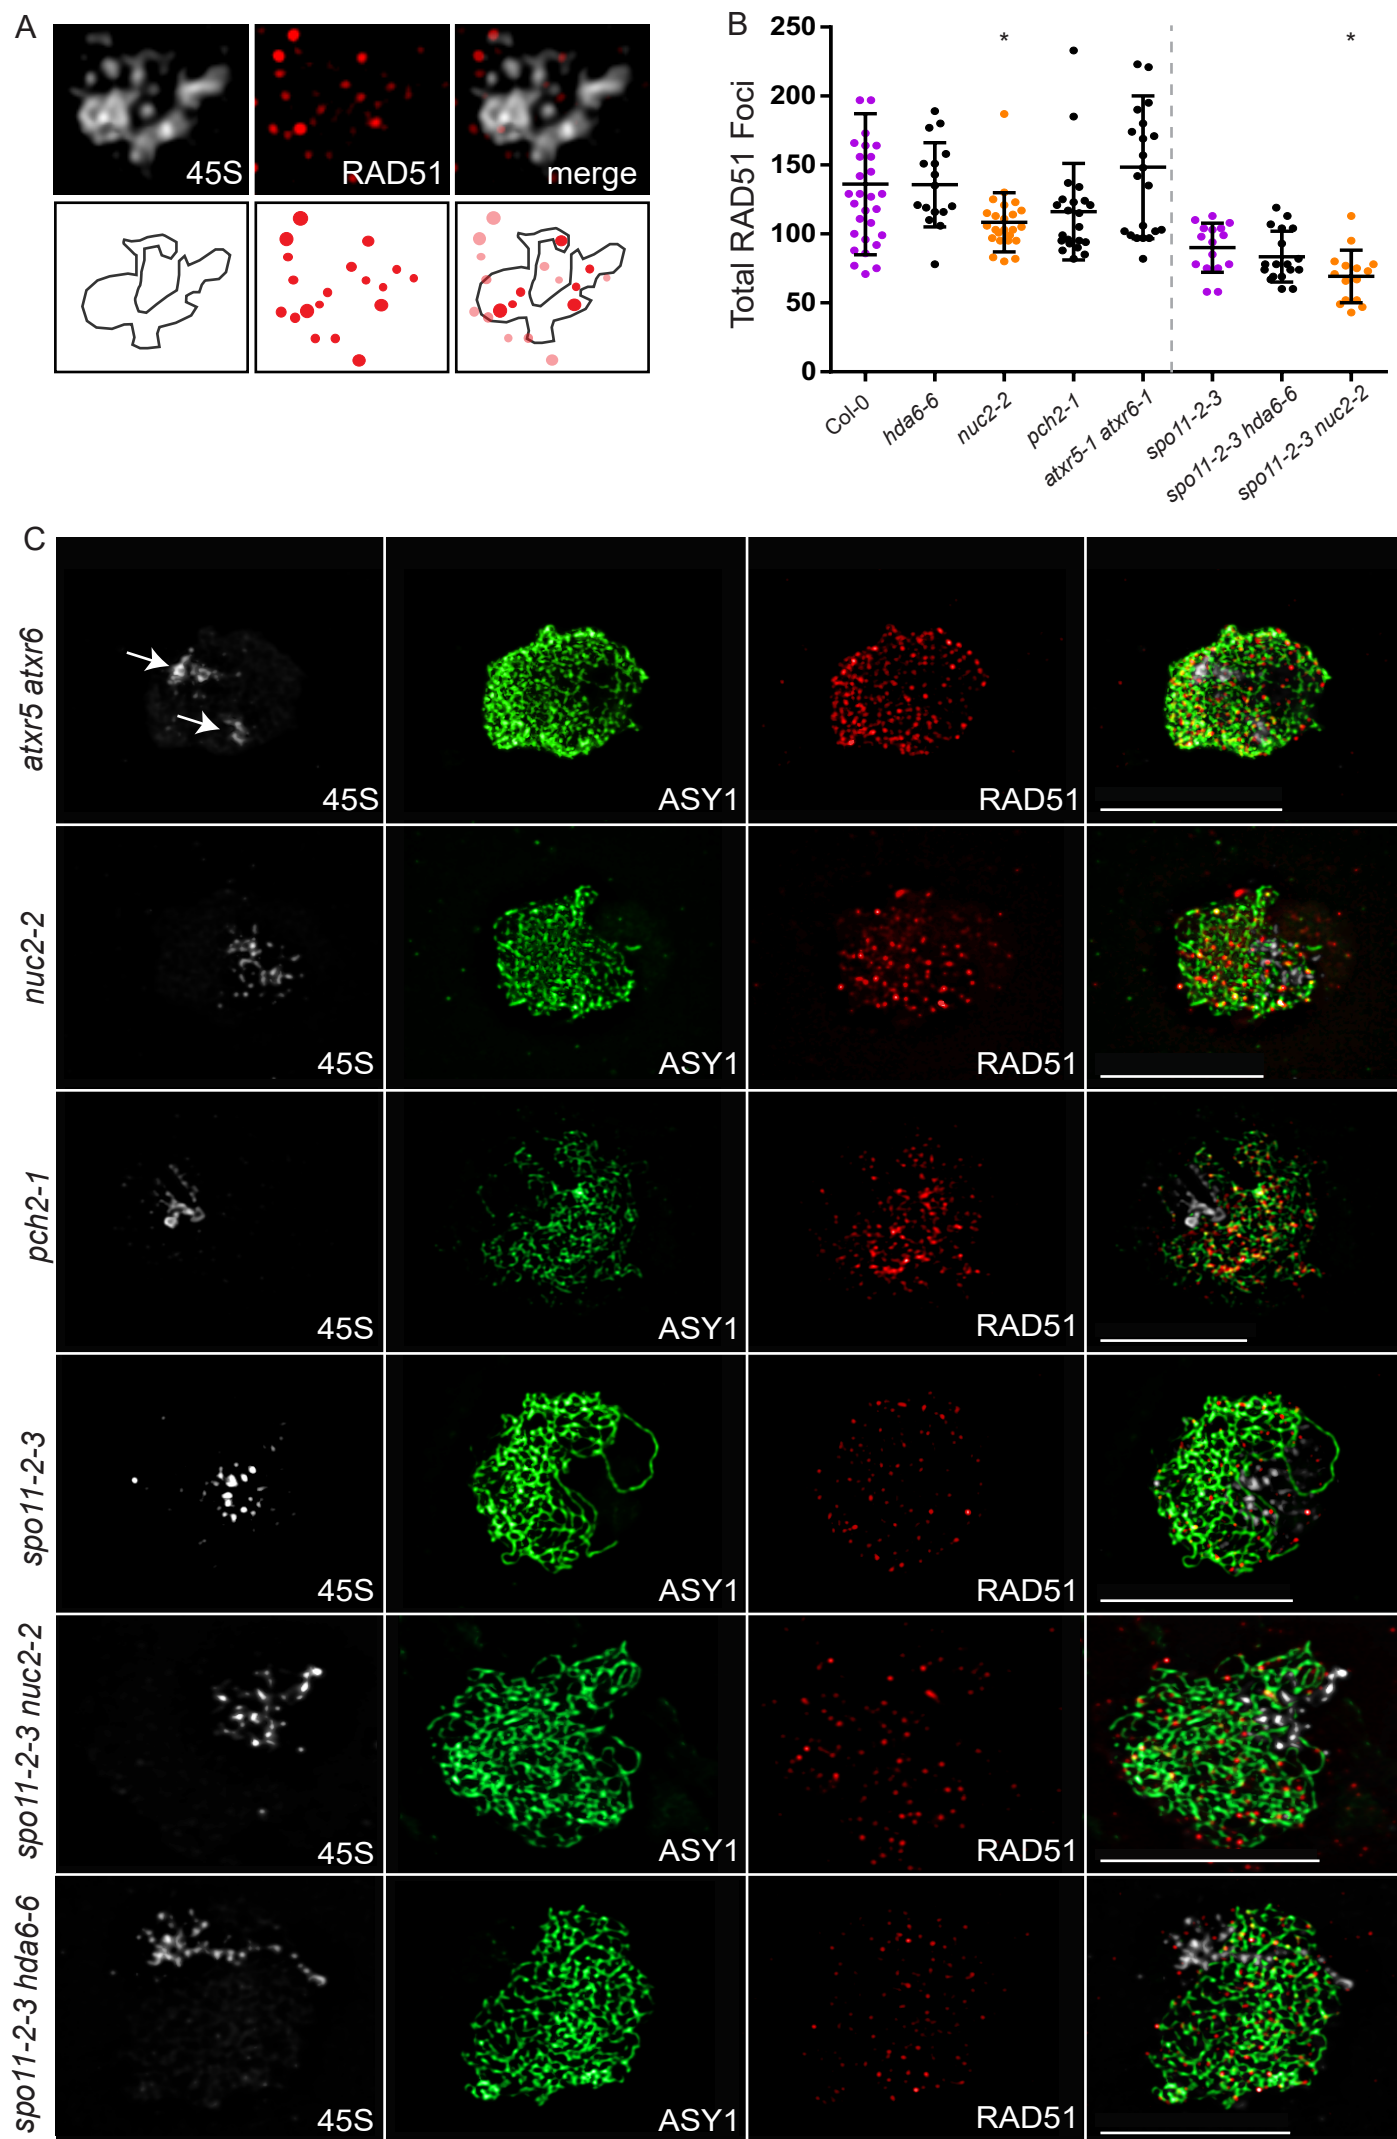 A
45S
RAD51
merge
B
Total RAD51 Foci
250
200
150
100
50
0
*
*
Col-0
hda6-6
nuc2-2
pch2-1
atxr5-1 atxr6-1
spo11-2-3
spo11-2-3 hda6-6
spo11-2-3 nuc2-2
C
atxr5 atxr6
45S
ASY1
RAD51
nuc2-2
45S
ASY1
RAD51
pch2-1
45S
ASY1
RAD51
spo11-2-3
45S
ASY1
RAD51
spo11-2-3 nuc2-2
45S
ASY1
RAD51
spo11-2-3 hda6-6
45S
ASY1
RAD51